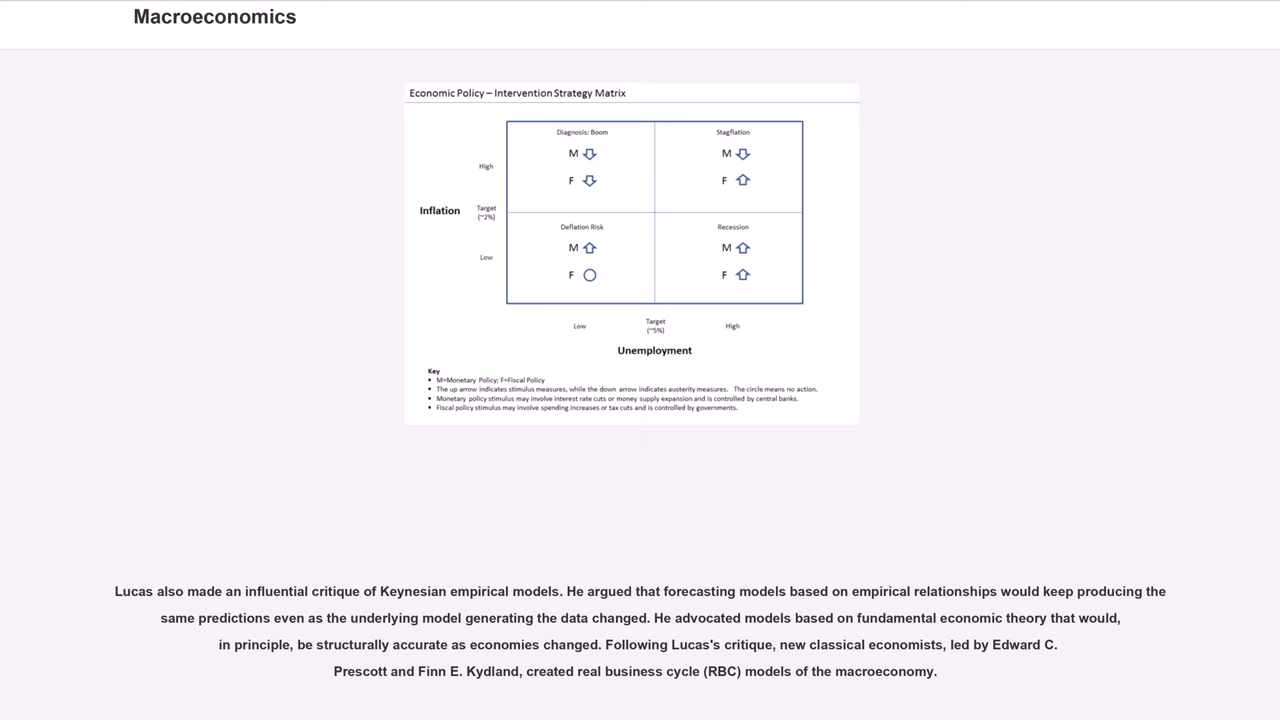 Macroeconomics
Economic Policy – Intervention Strategy Matrix
Diagnosis: Boom
Stagflation
M
M
High
F
F
Inflation
Target
(~2%)
Deflation Risk
Recession
M
M
Low
F
F
Low
Target
(~5%)
High
Unemployment
Key
• M=Monetary Policy; F=Fiscal Policy
• The up arrow indicates stimulus measures, while the down arrow indicates austerity measures. The circle means no action.
• Monetary policy stimulus may involve interest rate cuts or money supply expansion and is controlled by central banks.
• Fiscal policy stimulus may involve spending increases or tax cuts and is controlled by governments.
Lucas also made an influential critique of Keynesian empirical models. He argued that forecasting models based on empirical relationships would keep producing the
same predictions even as the underlying model generating the data changed. He advocated models based on fundamental economic theory that would,
in principle, be structurally accurate as economies changed. Following Lucas's critique, new classical economists, led by Edward C.
Prescott and Finn E. Kydland, created real business cycle (RBC) models of the macroeconomy.